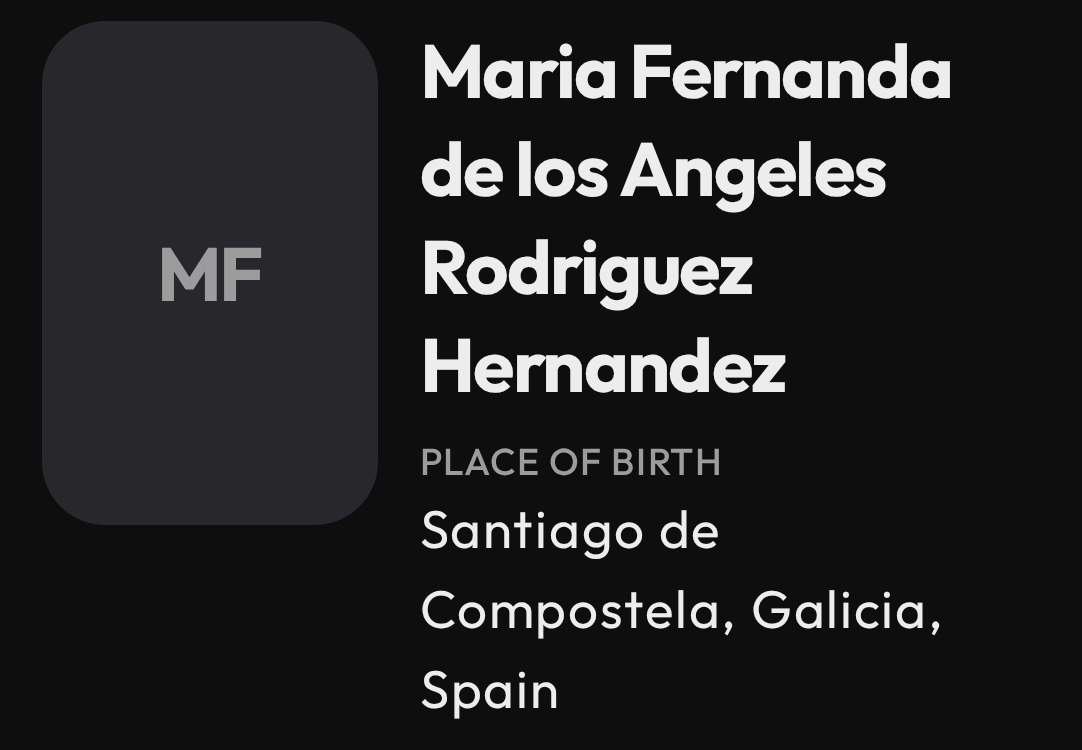 MF
Maria Fernanda
de los Angeles
Rodriguez
Hernandez
PLACE OF BIRTH
Santiago de
Compostela, Galicia,
Spain